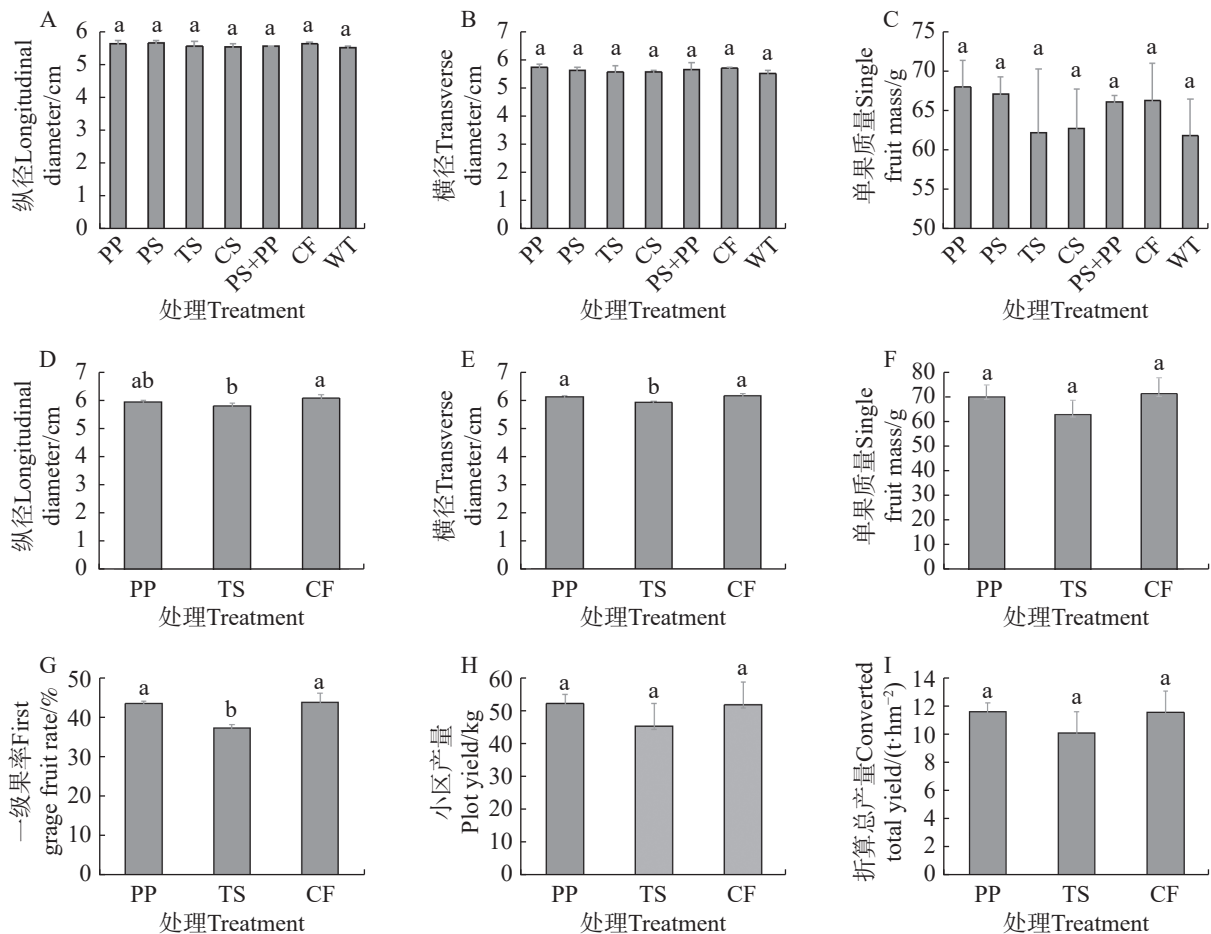 A
纵径Longitudinal
diameter/cm
6
5
4
3
2
1
0
a a a a a a a
PP PS TS CS PS+PP CF WT
处理Treatment
B
横径Transverse
diameter/cm
7
6
5
4
3
2
1
0
a a a a a a a
PP PS TS CS PS+PP CF WT
处理Treatment
C
单果质量Single
fruit mass/g
75
70
65
60
55
50
a a a a a a a
PP PS TS CS PS+PP CF WT
处理Treatment
D
纵径Longitudinal
diameter/cm
7
6
5
4
3
2
1
0
ab b a
PP TS CF
处理Treatment
E
横径Transverse
diameter/cm
7
6
5
4
3
2
1
0
a b a
PP TS CF
处理Treatment
F
单果质量Single
fruit mass/g
80
70
60
50
40
30
20
10
0
a a a
PP TS CF
处理Treatment
G
一级果率First
grage fruit rate/%
50
40
30
20
10
0
a b a
PP TS CF
处理Treatment
H
小区产量
Plot yield/kg
60
50
40
30
20
10
0
a a a
PP TS CF
处理Treatment
I
折算总产量Converted
total yield/(t·hm⁻²)
14
12
10
8
6
4
2
0
a a a
PP TS CF
处理Treatment